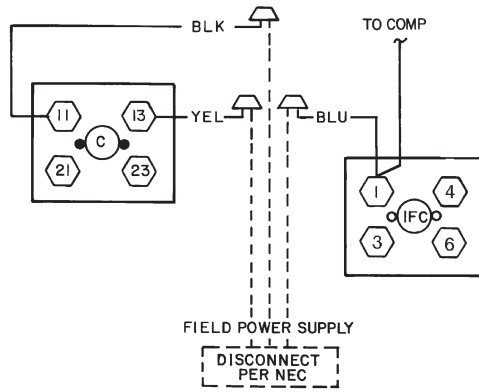 BLK
TO COMP
11
13
YEL
BLU
C
21
23
1
4
IFC
3
6
FIELD POWER SUPPLY
DISCONNECT
PER NEC